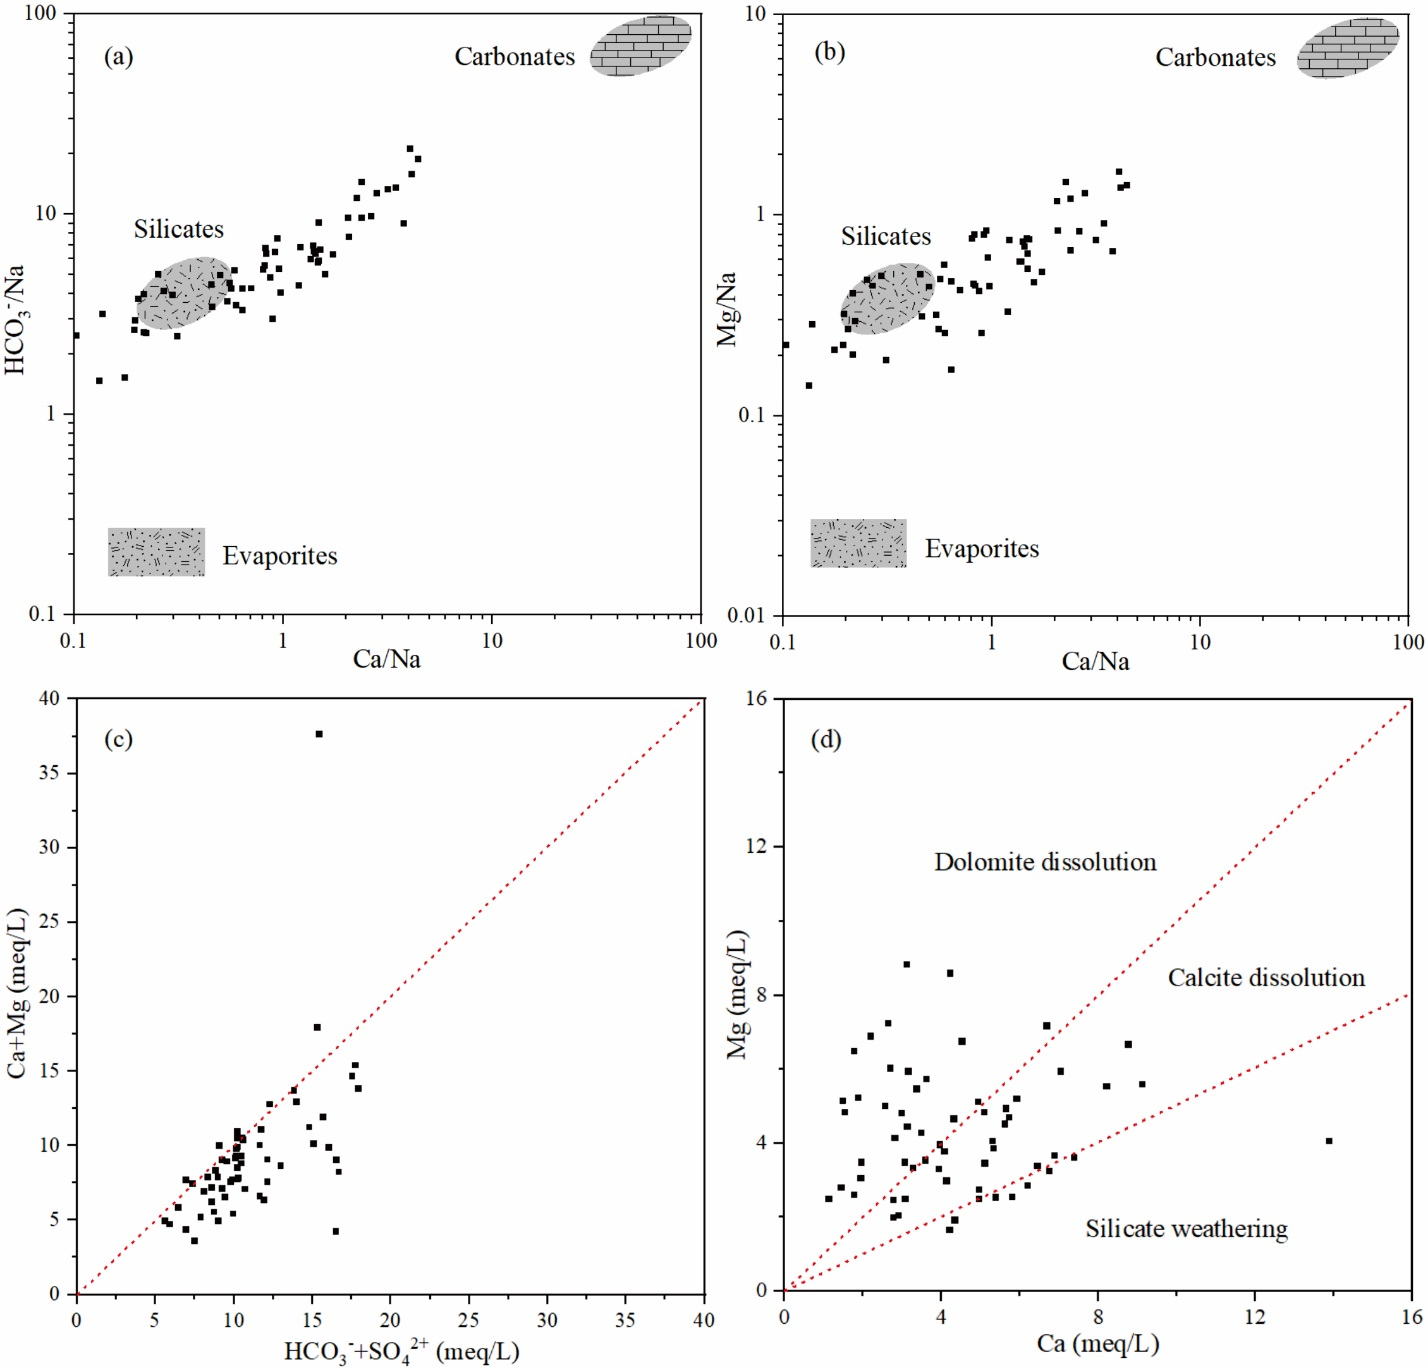 (a)
Carbonates
Silicates
Evaporites
100
10
1
0.1
0.1
1
10
100
HCO₃⁻/Na
Ca/Na
(b)
Carbonates
Silicates
Evaporites
10
1
0.1
0.01
0.1
1
10
100
Mg/Na
Ca/Na
(c)
40
35
30
25
20
15
10
5
0
0
5
10
15
20
25
30
35
40
Ca+Mg (meq/L)
HCO₃⁻+SO₄²⁺ (meq/L)
(d)
Dolomite dissolution
Calcite dissolution
Silicate weathering
16
12
8
4
0
0
4
8
12
16
Mg (meq/L)
Ca (meq/L)